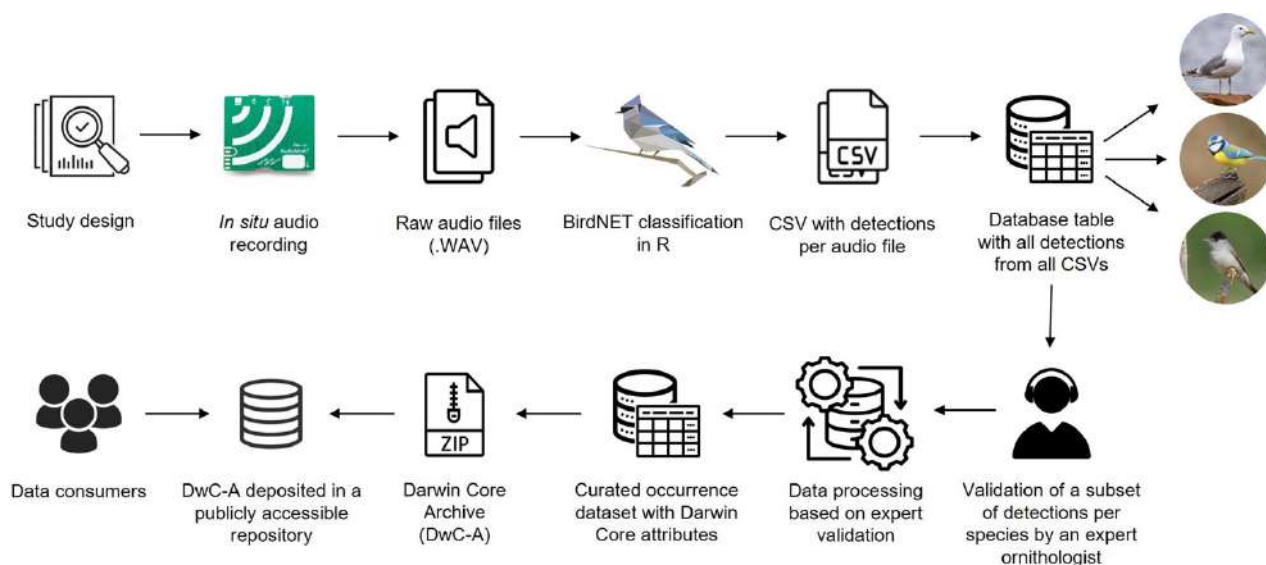 Study design
In situ audio
recording
Raw audio files
(.WAV)
BirdNET classification
in R
CSV
CSV
CSV with detections
per audio file
Database table
with all detections
from all CSVs
Data consumers
DwC-A deposited in a
publicly accessible
repository
ZIP
Darwin Core
Archive
(DwC-A)
Curated occurrence
dataset with Darwin
Core attributes
Data processing
based on expert
validation
Validation of a subset
of detections per
species by an expert
ornithologist